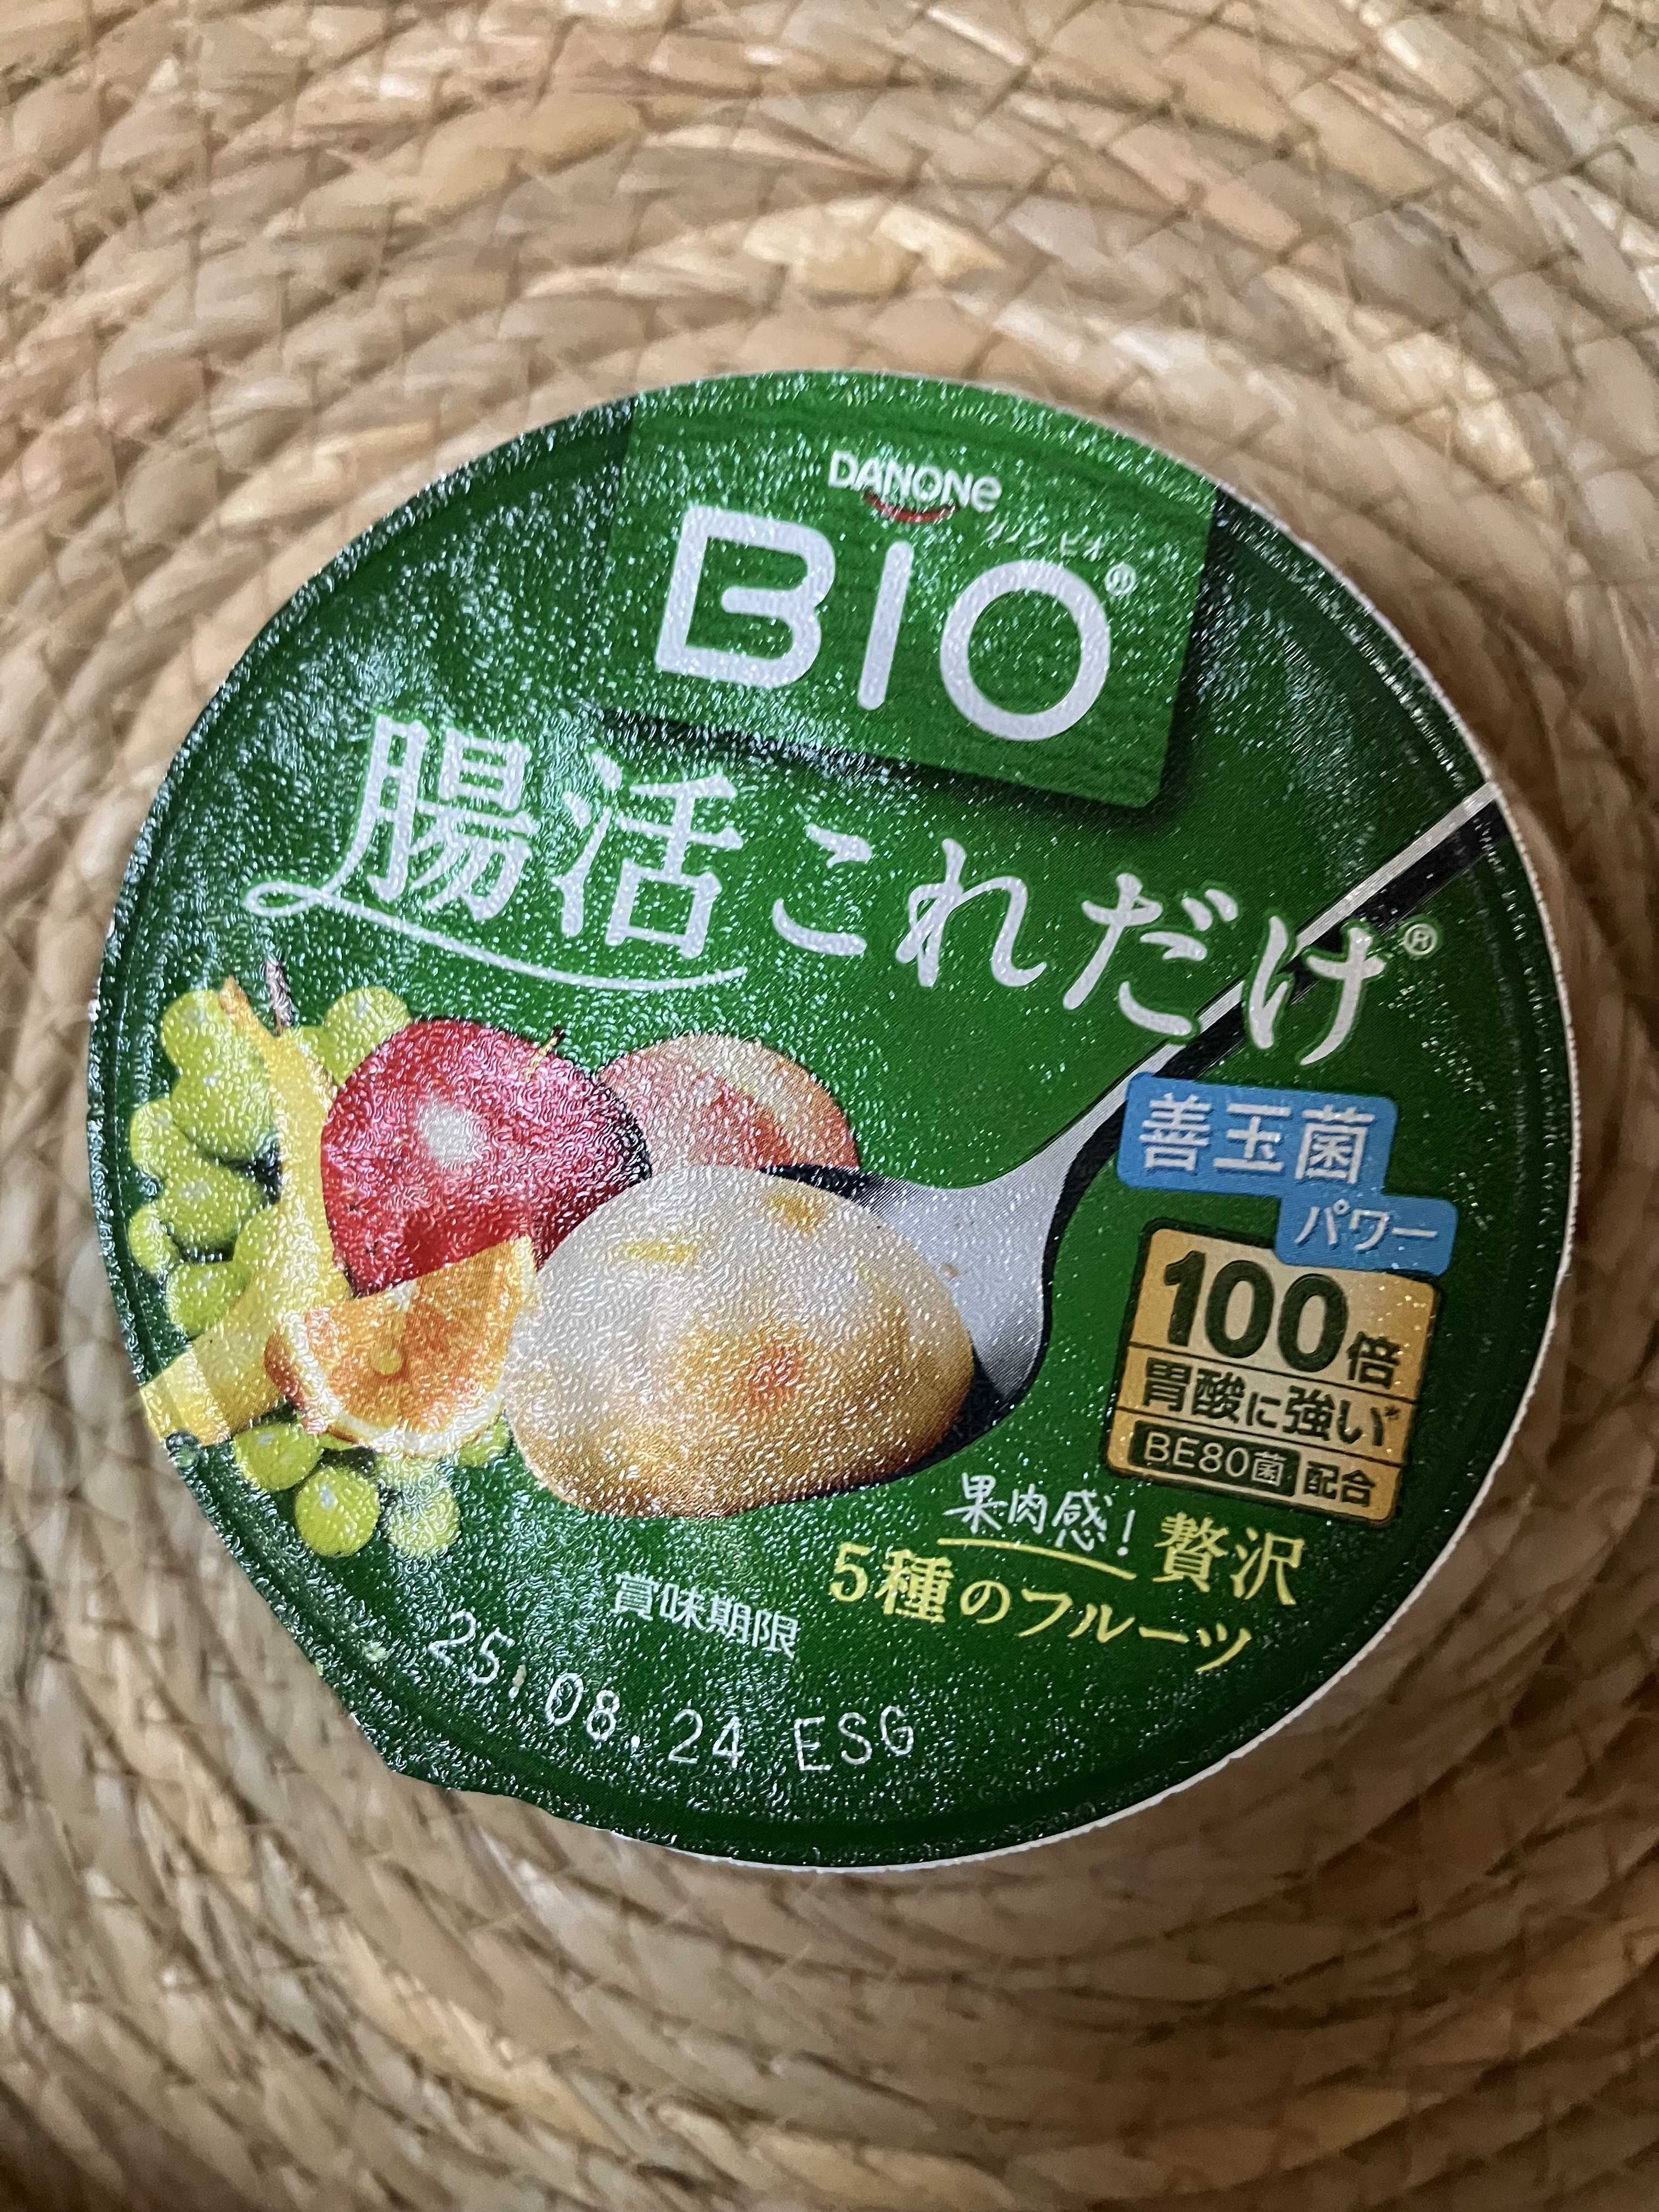 DANONE
ダノンビオ
BIO®
腸活これだけ®
善玉菌
パワー
100倍
胃酸に強い*
BE80菌 配合
果肉感！贅沢
5種のフルーツ
賞味期限
25.08.24 ESG